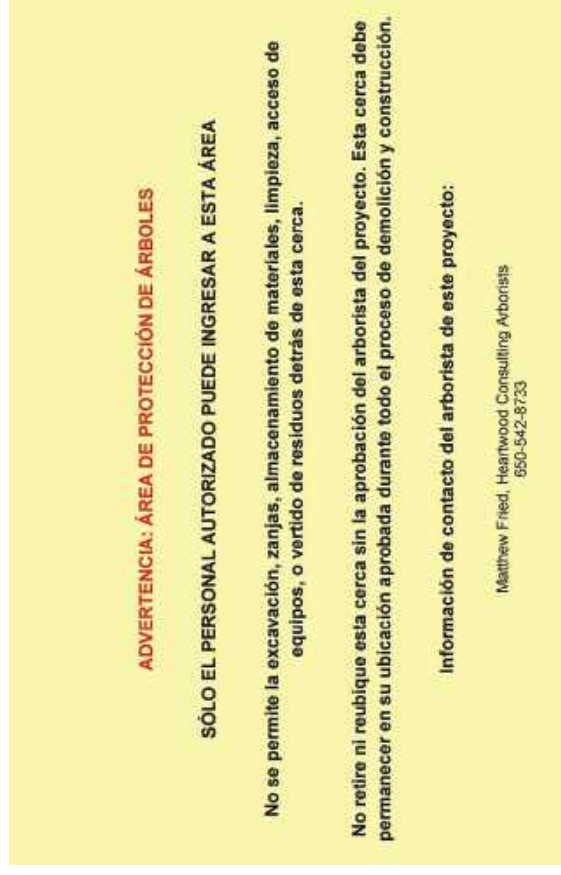 ADVERTENCIA: ÁREA DE PROTECCIÓN DE ÁRBOLES
SÓLO EL PERSONAL AUTORIZADO PUEDE INGRESAR A ESTA ÁREA
No se permite la excavación, zanjas, almacenamiento de materiales, limpieza, acceso de
equipos, o vertido de residuos detrás de esta cerca.
No retire ni reubique esta cerca sin la aprobación del arborista del proyecto. Esta cerca debe
permanecer en su ubicación aprobada durante todo el proceso de demolición y construcción.
Información de contacto del arborista de este proyecto:
Matthew Fried, Heartwood Consulting Arborists
650-542-8733